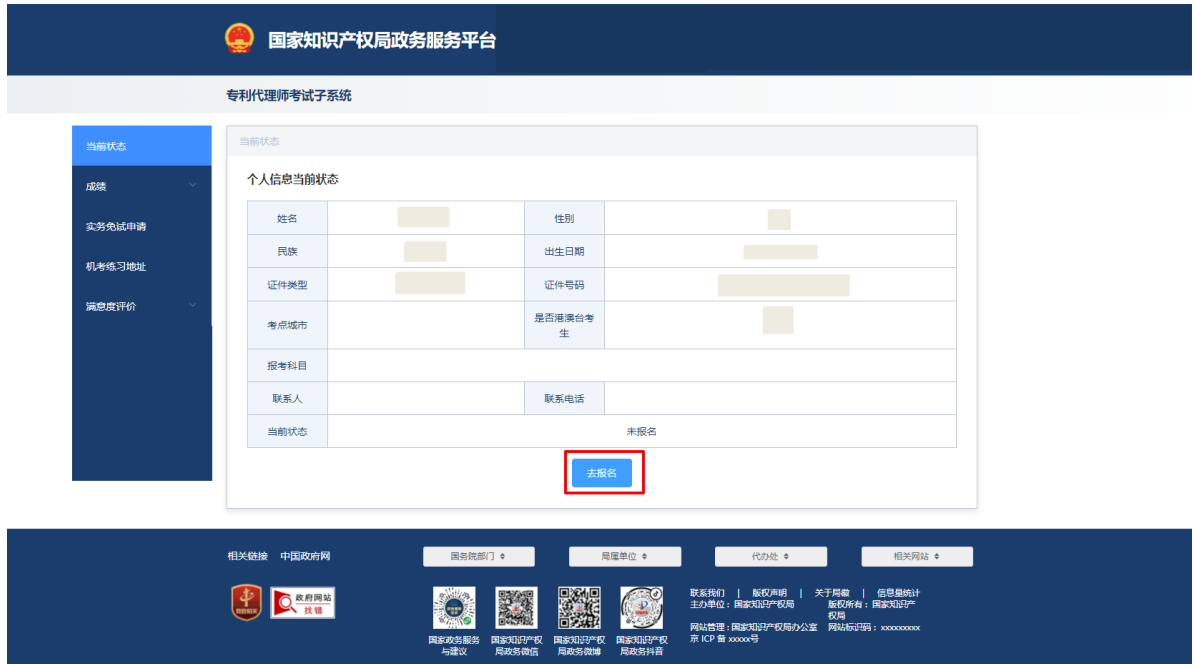 国家知识产权局政务服务平台
专利代理师考试子系统
当前状态
成绩
实务免试申请
机考练习地址
满意度评价
当前状态
个人信息当前状态
姓名
性别
民族
出生日期
证件类型
证件号码
考点城市
是否港澳台考
生
报考科目
联系人
联系电话
当前状态
未报名
去报名
相关链接 中国政府网
国务院部门
局属单位
代办处
相关网站
党政机关
政府网站
找错
国家政务服务
与建议
国家知识产权
局政务微信
国家知识产权
局政务微博
国家知识产权
局政务抖音
联系我们 | 版权声明 | 关于局徽 | 信息量统计
主办单位：国家知识产权局
版权所有：国家知识产
权局
网站管理：国家知识产权局办公室
网站标识码：xxxxxxxxx
京 ICP 备 xxxxx号